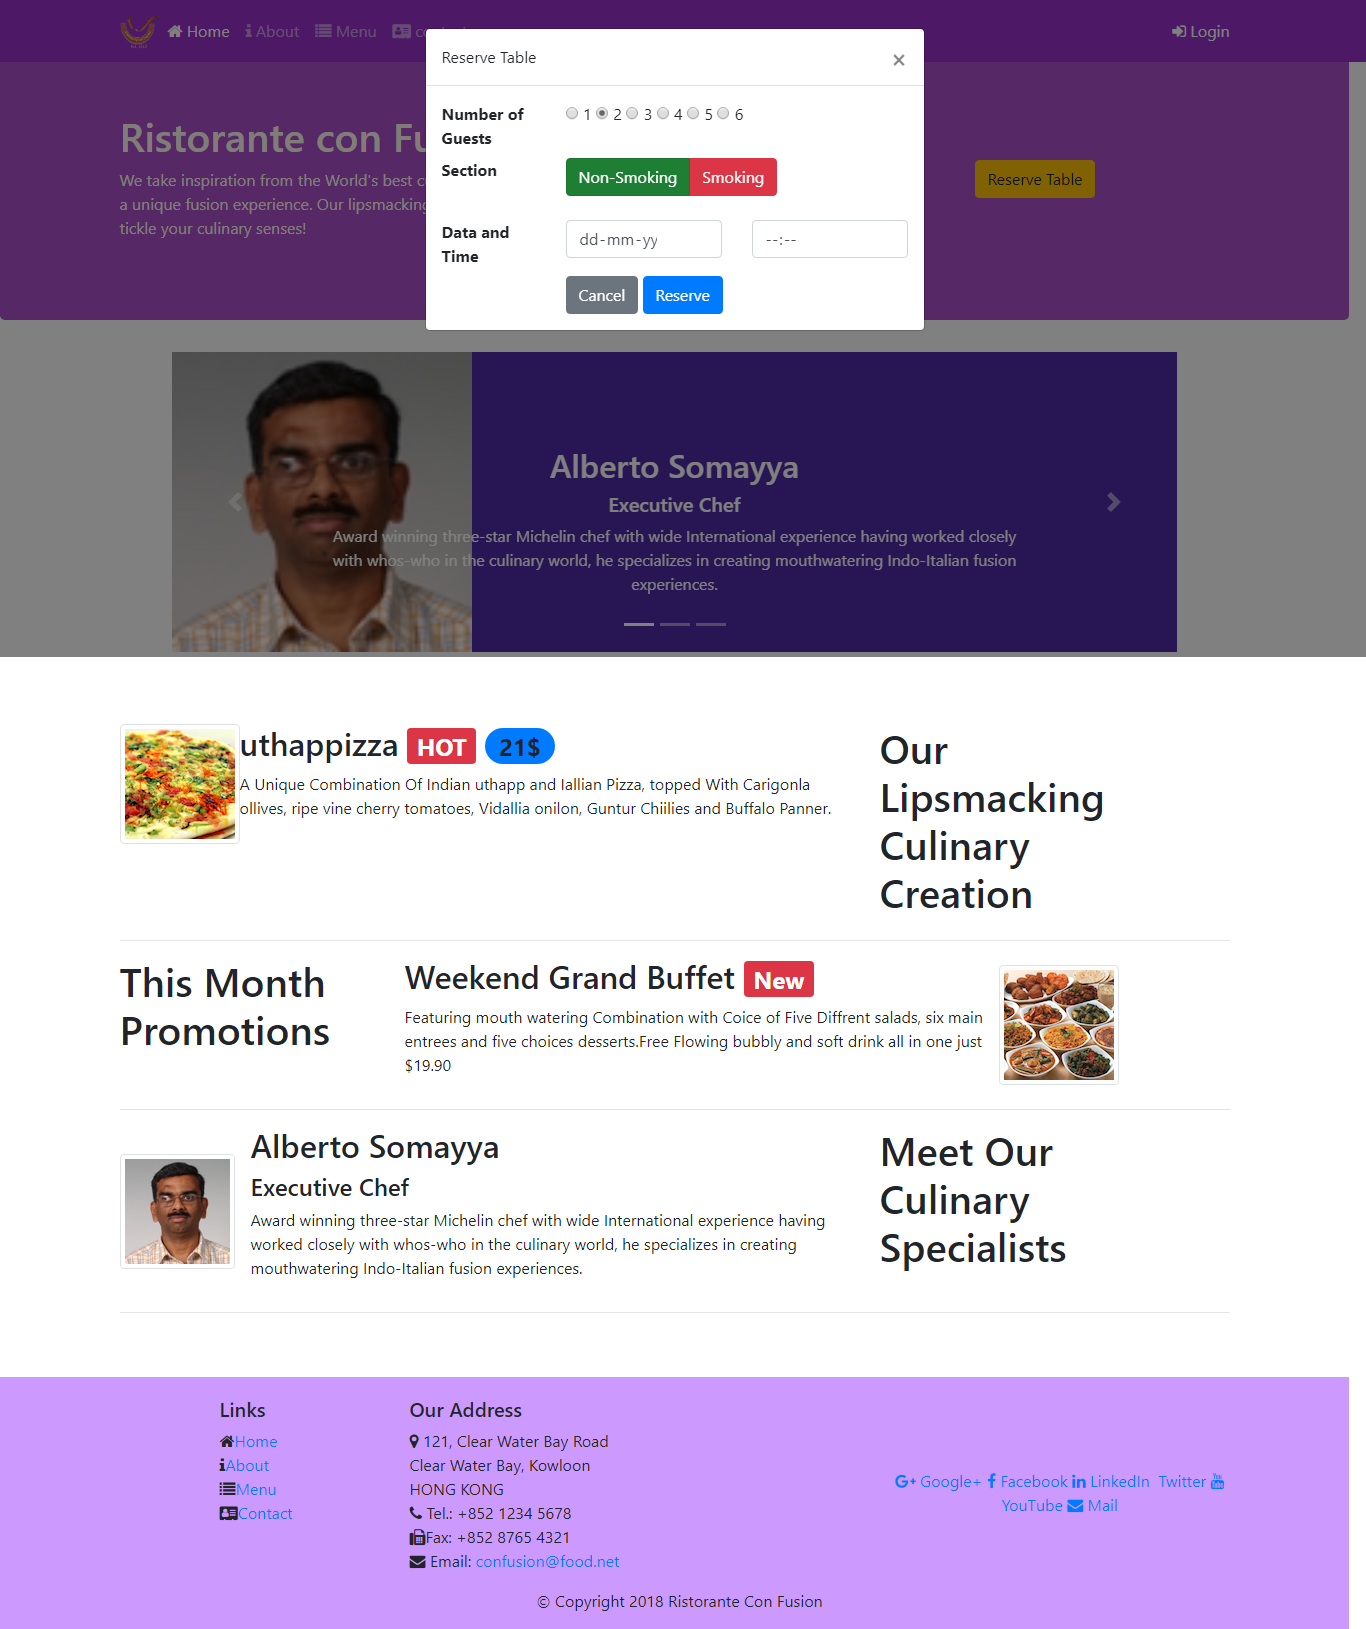 Home About Menu
Login
Reserve Table
×
Number of
Guests
1 2 3 4 5 6
Section
Non-Smoking Smoking
Data and
Time
dd-mm-yy
--:--
Cancel Reserve
Ristorante con Fu
We take inspiration from the World's best
a unique fusion experience. Our lipsmacking
tickle your culinary senses!
Reserve Table
Alberto Somayya
Executive Chef
Award winning three-star Michelin chef with wide International experience having worked closely
with whos-who in the culinary world, he specializes in creating mouthwatering Indo-Italian fusion
experiences.
uthappizza HOT 21$
A Unique Combination Of Indian uthapp and Iallian Pizza, topped With Carigonla
ollives, ripe vine cherry tomatoes, Vidallia onilon, Guntur Chiilies and Buffalo Panner.
Our
Lipsmacking
Culinary
Creation
This Month
Promotions
Weekend Grand Buffet New
Featuring mouth watering Combination with Coice of Five Diffrent salads, six main
entrees and five choices desserts.Free Flowing bubbly and soft drink all in one just
$19.90
Alberto Somayya
Executive Chef
Award winning three-star Michelin chef with wide International experience having
worked closely with whos-who in the culinary world, he specializes in creating
mouthwatering Indo-Italian fusion experiences.
Meet Our
Culinary
Specialists
Links
Home
About
Menu
Contact
Our Address
121, Clear Water Bay Road
Clear Water Bay, Kowloon
HONG KONG
Tel.: +852 1234 5678
Fax: +852 8765 4321
Email: confusion@food.net
Google+ Facebook LinkedIn Twitter
YouTube Mail
© Copyright 2018 Ristorante Con Fusion